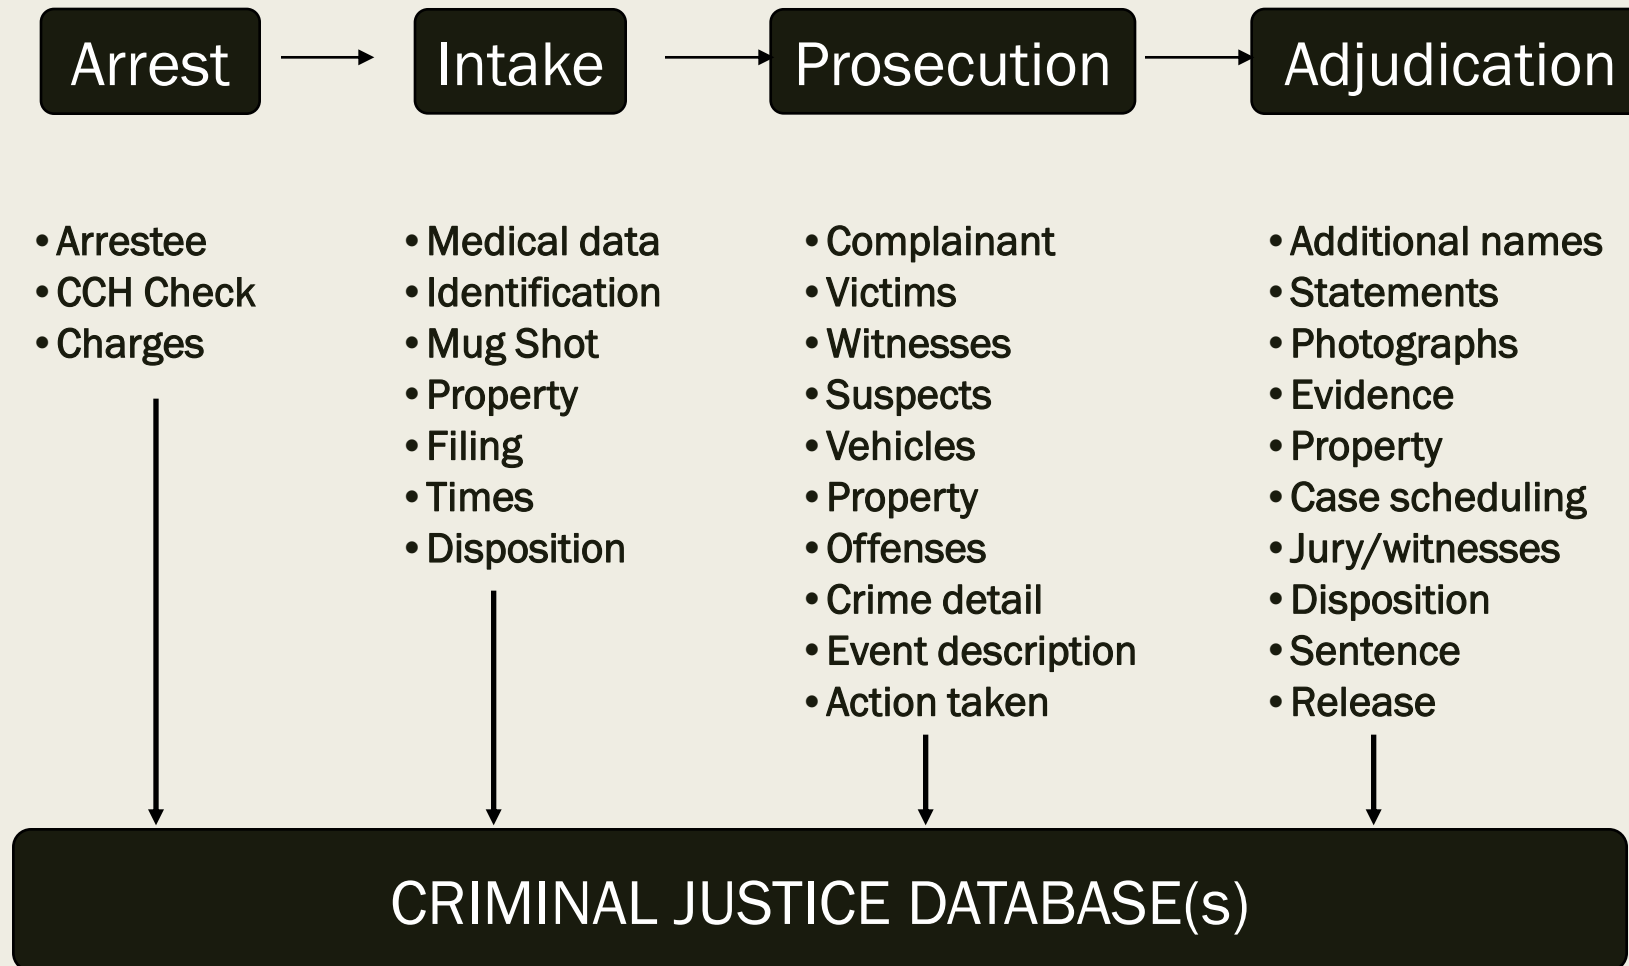 Arrest
Intake
Prosecution
Adjudication
•Arrestee
•CCH Check
•Charges
•Medical data
•Identification
•Mug Shot
•Property
•Filing
•Times
•Disposition
•Complainant
•Victims
•Witnesses
•Suspects
•Vehicles
•Property
•Offenses
•Crime detail
•Event description
•Action taken
•Additional names
•Statements
•Photographs
•Evidence
•Property
•Case scheduling
•Jury/witnesses
•Disposition
•Sentence
•Release
CRIMINAL JUSTICE DATABASE(s)